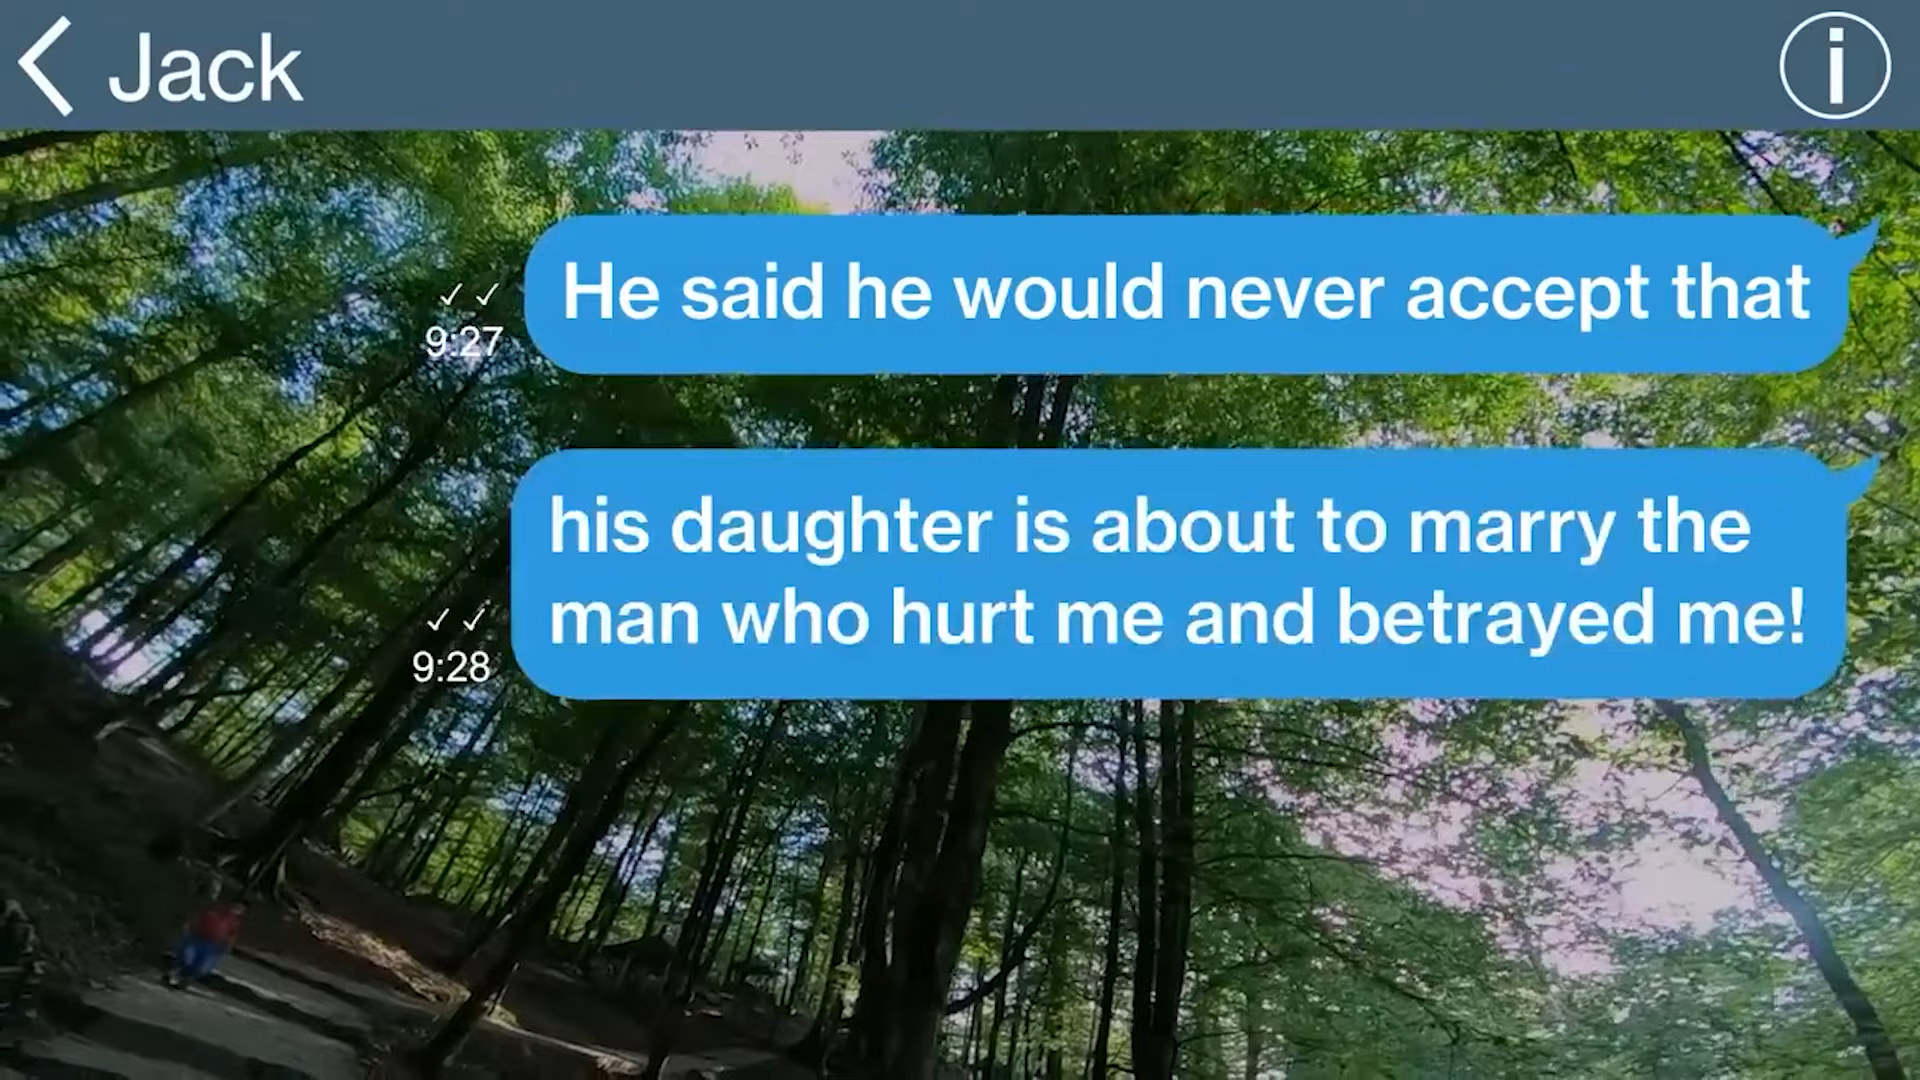 Jack
He said he would never accept that
9:27
his daughter is about to marry the
man who hurt me and betrayed me!
9:28